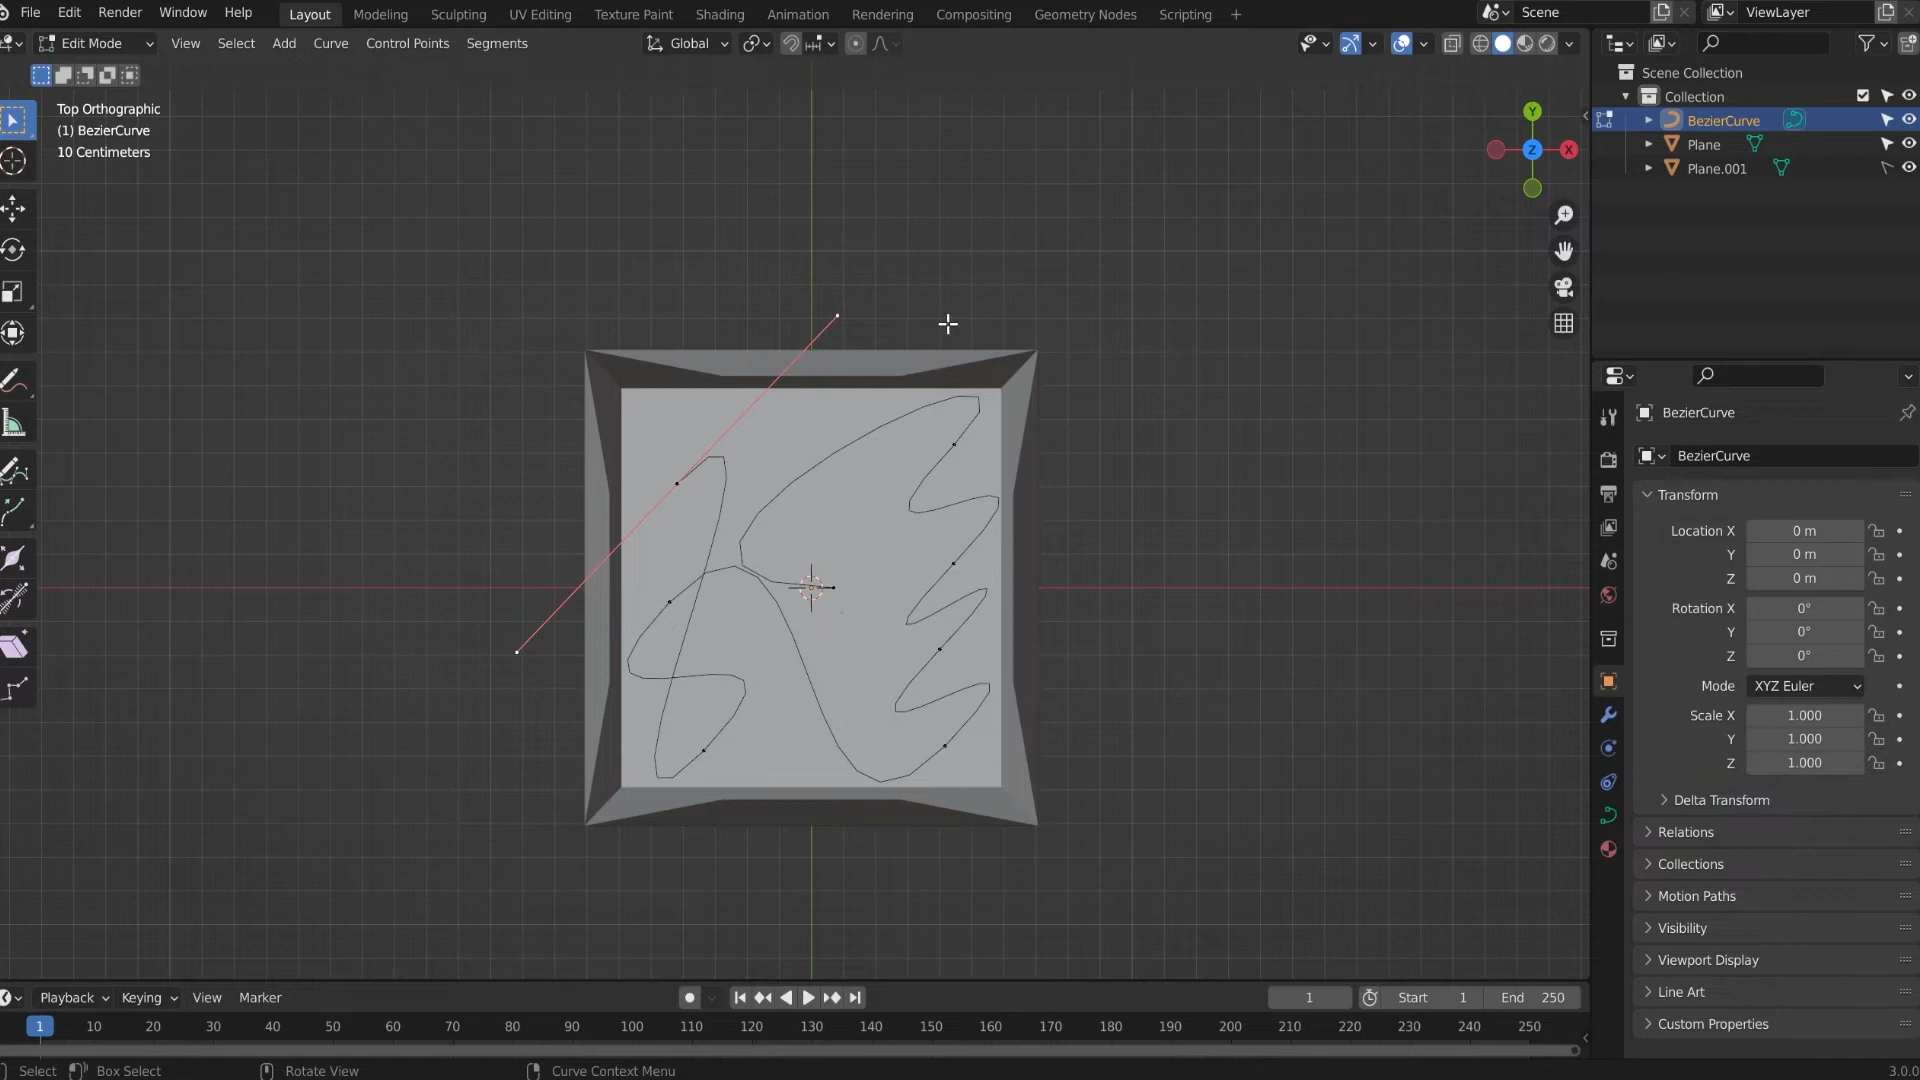 File Edit Render Window Help Layout Modeling Sculpting UV Editing Texture Paint Shading Animation Rendering Compositing Geometry Nodes Scripting + Scene ViewLayer
Edit Mode View Select Add Curve Control Points Segments Global
Top Orthographic
(1) BezierCurve
10 Centimeters
Y
Z
X
Scene Collection
Collection
BezierCurve
Plane
Plane.001
BezierCurve
BezierCurve
Transform
Location X 0 m
Y 0 m
Z 0 m
Rotation X 0°
Y 0°
Z 0°
Mode XYZ Euler
Scale X 1.000
Y 1.000
Z 1.000
Delta Transform
Relations
Collections
Motion Paths
Visibility
Viewport Display
Line Art
Custom Properties
Playback Keying View Marker 1 Start 1 End 250
1 10 20 30 40 50 60 70 80 90 100 110 120 130 140 150 160 170 180 190 200 210 220 230 240 250
Select Box Select Rotate View Curve Context Menu 3.0.0